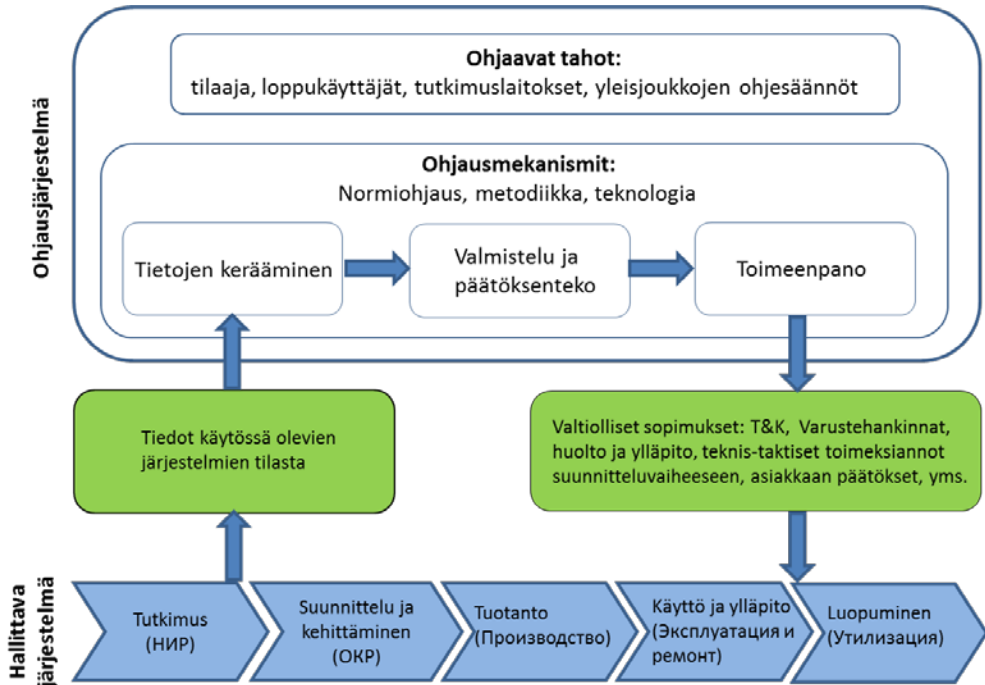 Ohjausjärjestelmä
Ohjaavat tahot:
tilaaja, loppukäyttäjät, tutkimuslaitokset, yleisjoukkojen ohjesäännöt
Ohjausmekanismit:
Normiohjaus, metodiikka, teknologia
Tietojen kerääminen
Valmistelu ja
päätöksenteko
Toimeenpano
Tiedot käytössä olevien
järjestelmien tilasta
Valtiolliset sopimukset: T&K, Varustehankinnat,
huolto ja ylläpito, teknis-taktiset toimeksiannot
suunnitteluvaiheeseen, asiakkaan päätökset, yms.
Hallittava
järjestelmä
Tutkimus
(НИР)
Suunnittelu ja
kehittäminen
(ОКР)
Tuotanto
(Производство)
Käyttö ja ylläpito
(Эксплуатация и
ремонт)
Luopuminen
(Утилизация)